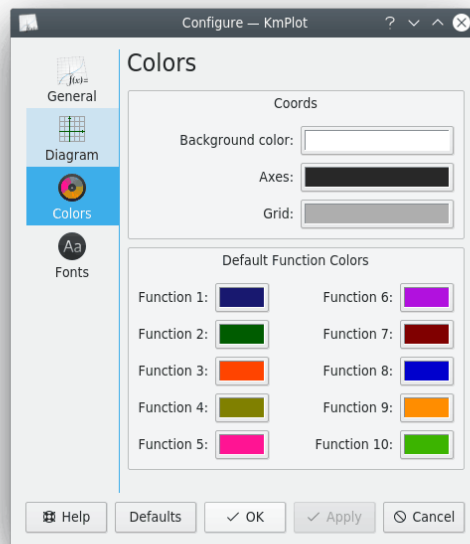 Configure — KmPlot
Colors
f(x)=
General
Diagram
Colors
Aa
Fonts
Coords
Background color:
Axes:
Grid:
Default Function Colors
Function 1:
Function 6:
Function 2:
Function 7:
Function 3:
Function 8:
Function 4:
Function 9:
Function 5:
Function 10:
Help Defaults OK Apply Cancel